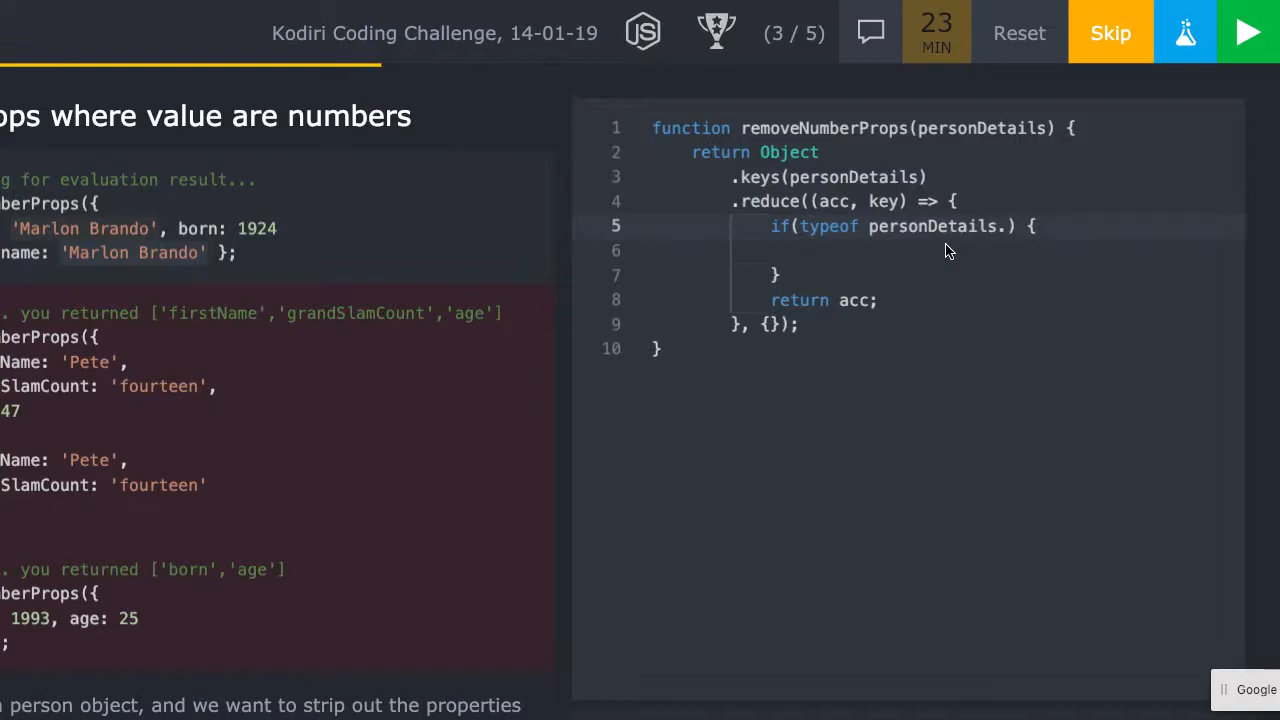 Kodiri Coding Challenge, 14-01-19
JS
(3 / 5)
23
MIN
Reset
Skip
ops where value are numbers
g for evaluation result...
mberProps({
'Marlon Brando', born: 1924
name: 'Marlon Brando' };
. you returned ['firstName','grandSlamCount','age']
mberProps({
Name: 'Pete',
SlamCount: 'fourteen',
47
Name: 'Pete',
SlamCount: 'fourteen'
. you returned ['born','age']
mberProps({
1993, age: 25
;
n person object, and we want to strip out the properties
1 function removeNumberProps(personDetails) {
2 return Object
3 .keys(personDetails)
4 .reduce((acc, key) => {
5 if(typeof personDetails.) {
6
7 }
8 return acc;
9 }, {});
10 }
Google